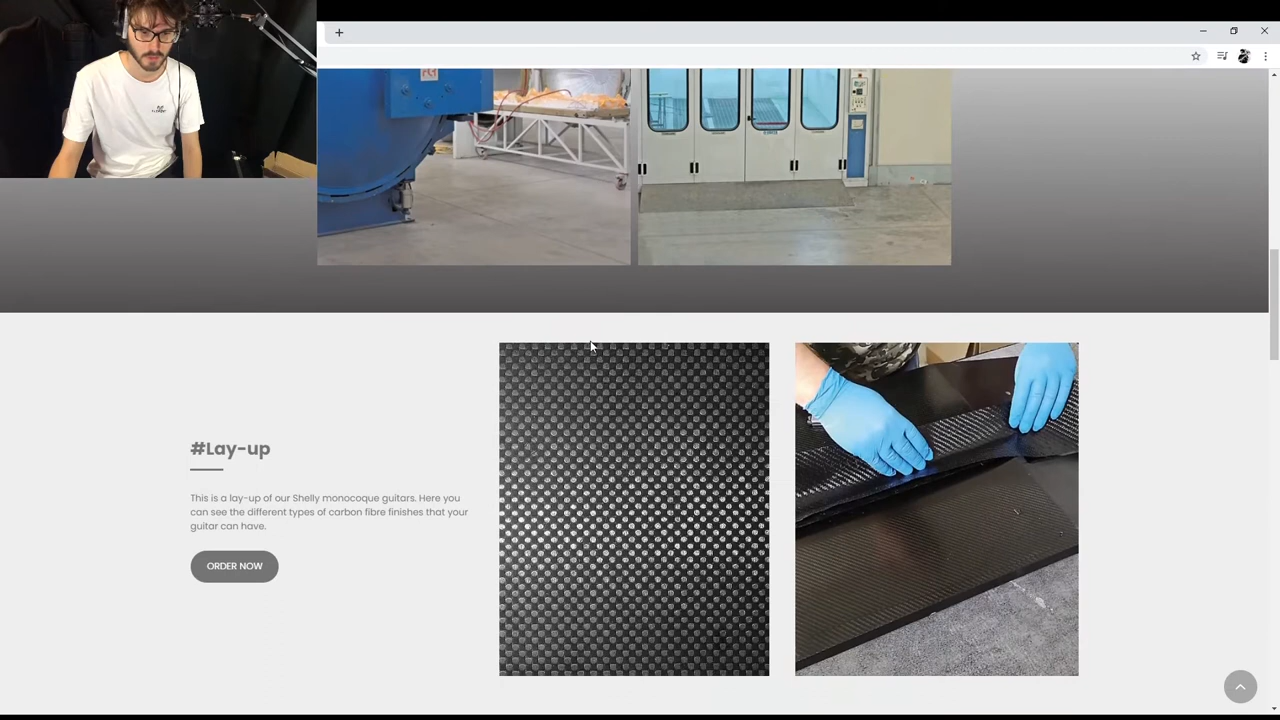 #Lay-up
This is a lay-up of our Shelly monocoque guitars. Here you
can see the different types of carbon fibre finishes that your
guitar can have.
ORDER NOW